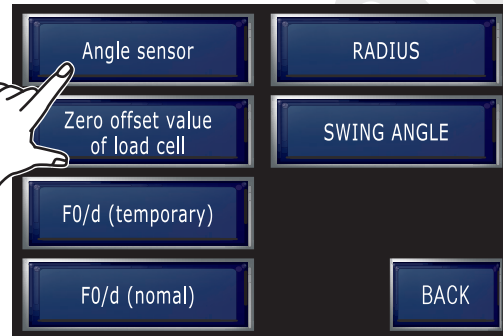 Angle sensor
RADIUS
Zero offset value
of load cell
SWING ANGLE
F0/d (temporary)
F0/d (nomal)
BACK